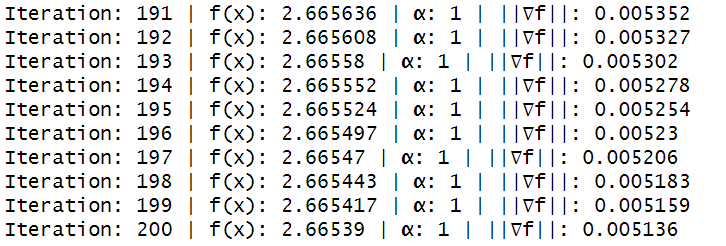 Iteration: 191 | f(x): 2.665636 | α: 1 | ||∇f||: 0.005352
Iteration: 192 | f(x): 2.665608 | α: 1 | ||∇f||: 0.005327
Iteration: 193 | f(x): 2.66558 | α: 1 | ||∇f||: 0.005302
Iteration: 194 | f(x): 2.665552 | α: 1 | ||∇f||: 0.005278
Iteration: 195 | f(x): 2.665524 | α: 1 | ||∇f||: 0.005254
Iteration: 196 | f(x): 2.665497 | α: 1 | ||∇f||: 0.00523
Iteration: 197 | f(x): 2.66547 | α: 1 | ||∇f||: 0.005206
Iteration: 198 | f(x): 2.665443 | α: 1 | ||∇f||: 0.005183
Iteration: 199 | f(x): 2.665417 | α: 1 | ||∇f||: 0.005159
Iteration: 200 | f(x): 2.66539 | α: 1 | ||∇f||: 0.005136